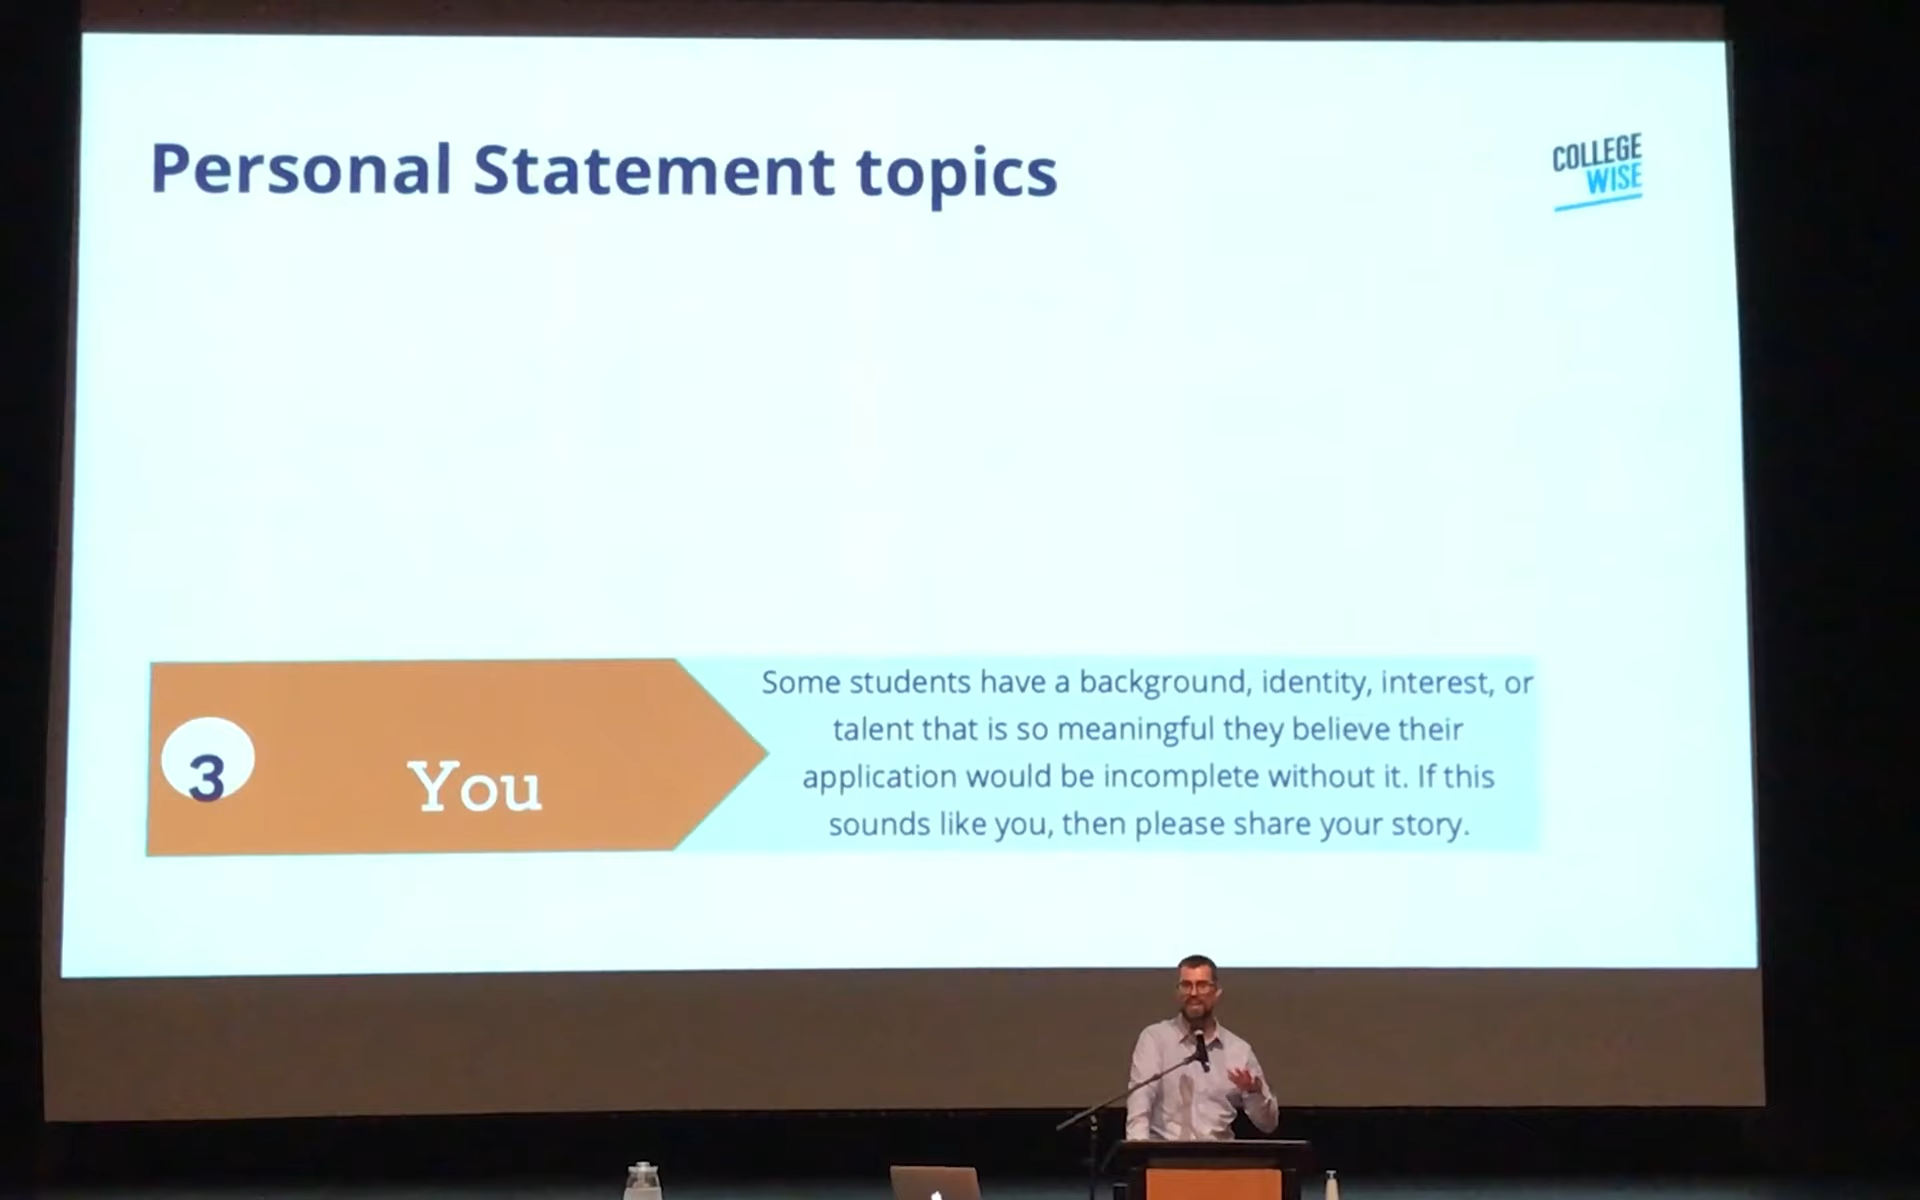 Personal Statement topics
COLLEGE
WISE
3
You
Some students have a background, identity, interest, or
talent that is so meaningful they believe their
application would be incomplete without it. If this
sounds like you, then please share your story.